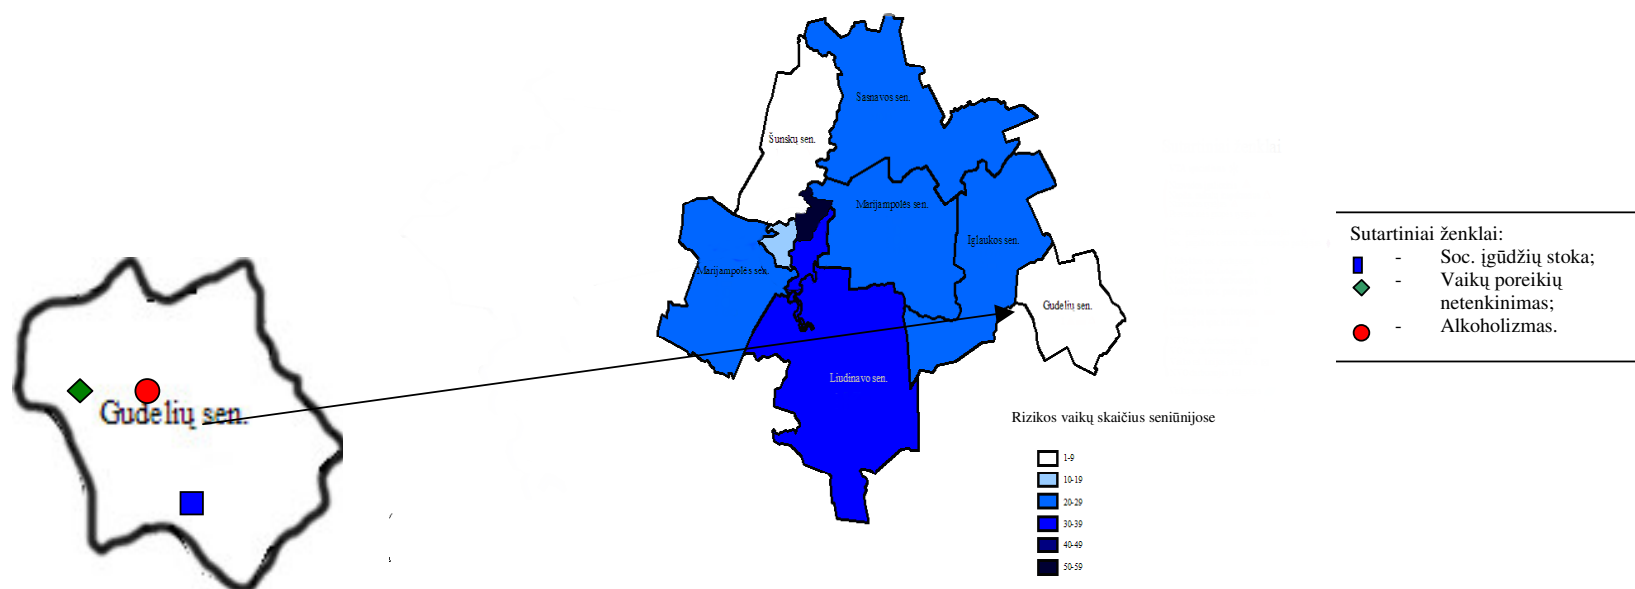 Sasnavos sen.
Šunskų sen.
Marijampolės sen.
Igliaukos sen.
Marijampolės sen.
Gudelių sen.
Liudinavo sen.
Gudelių sen.
Sutartiniai ženklai:
- Soc. įgūdžių stoka;
- Vaikų poreikių
netenkinimas;
- Alkoholizmas.
Rizikos vaikų skaičius seniūnijose
1-9
10-19
20-29
30-39
40-49
50-59